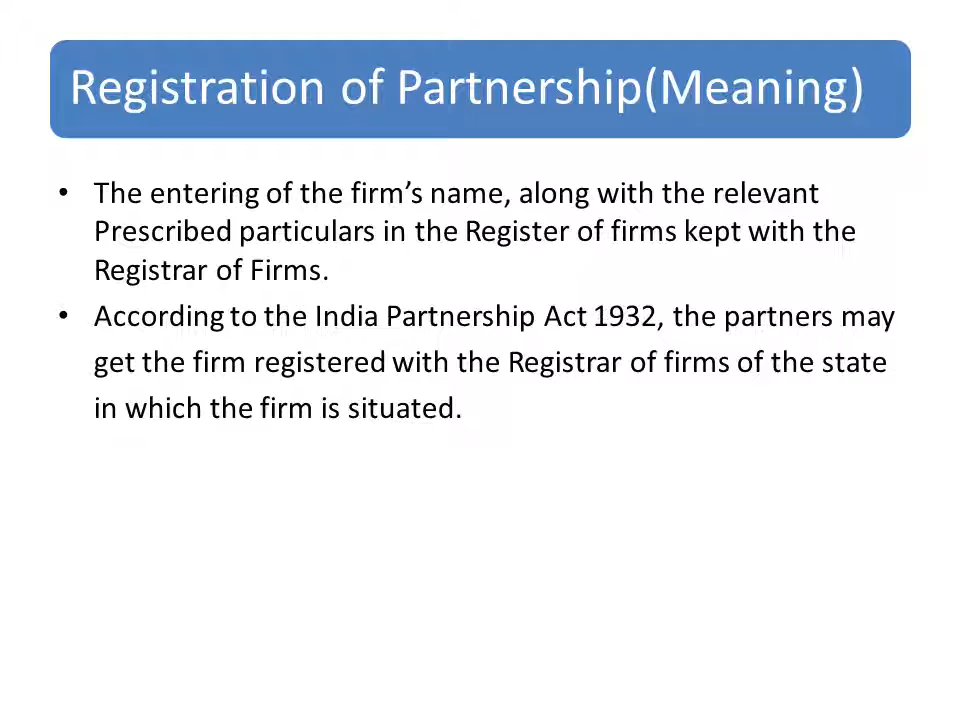 Registration of Partnership(Meaning)
• The entering of the firm’s name, along with the relevant
Prescribed particulars in the Register of firms kept with the
Registrar of Firms.
• According to the India Partnership Act 1932, the partners may
get the firm registered with the Registrar of firms of the state
in which the firm is situated.